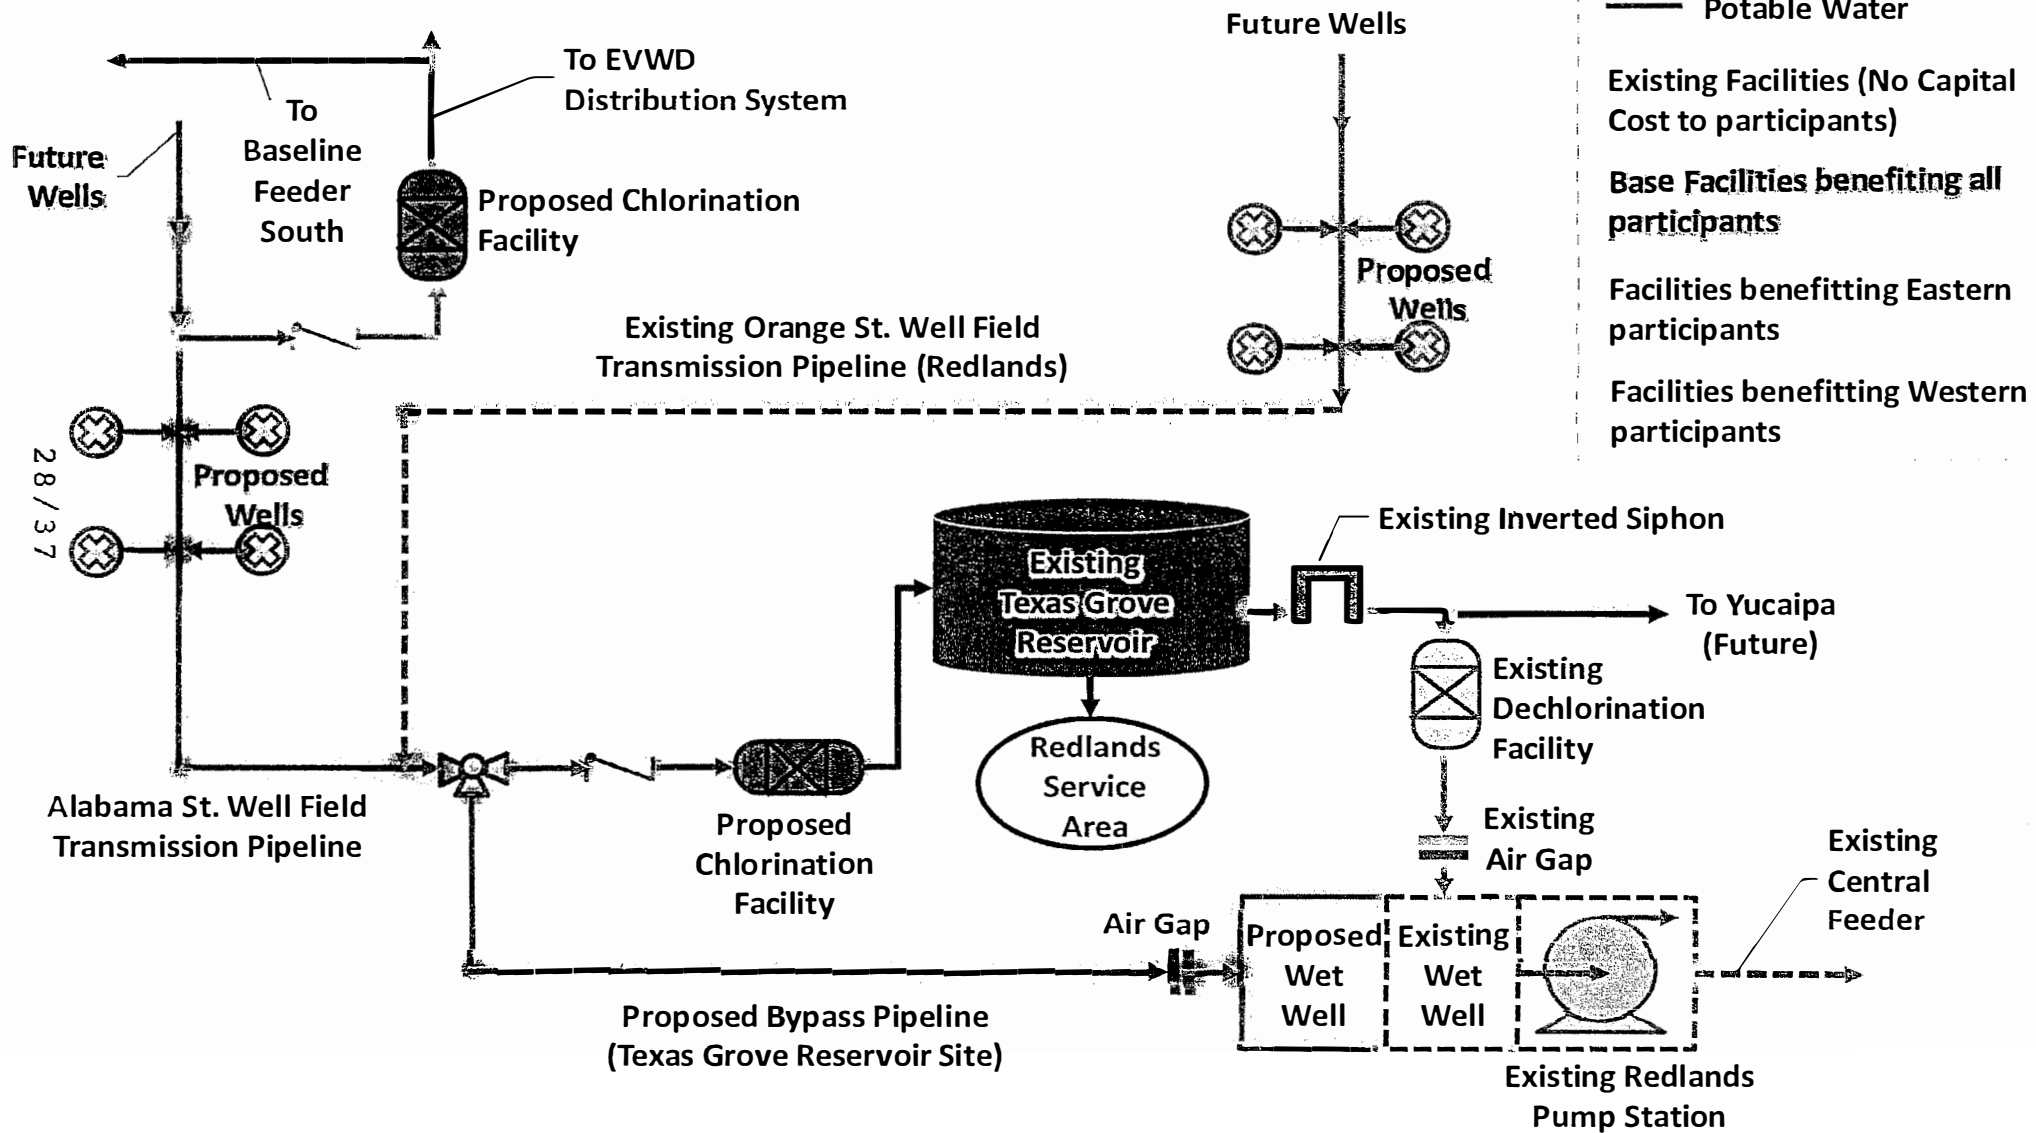 Future Wells
Potable Water
To EVWD
Distribution System
To
Baseline
Feeder
South
Future
Wells
Proposed Chlorination
Facility
Existing Facilities (No Capital
Cost to participants)
Base Facilities benefiting all
participants
Facilities benefitting Eastern
participants
Facilities benefitting Western
participants
Proposed
Wells
Existing Orange St. Well Field
Transmission Pipeline (Redlands)
Proposed
Wells
28/37
Existing
Texas Grove
Reservoir
Existing Inverted Siphon
To Yucaipa
(Future)
Existing
Dechlorination
Facility
Redlands
Service
Area
Alabama St. Well Field
Transmission Pipeline
Proposed
Chlorination
Facility
Existing
Air Gap
Existing
Central
Feeder
Air Gap
Proposed
Wet
Well
Existing
Wet
Well
Proposed Bypass Pipeline
(Texas Grove Reservoir Site)
Existing Redlands
Pump Station